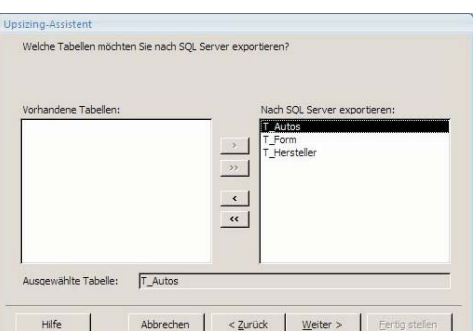 Upsizing-Assistent
Welche Tabellen möchten Sie nach SQL Server exportieren?
Vorhandene Tabellen:
Nach SQL Server exportieren:
T_Autos
T_Form
T_Hersteller
>
>>
<
<<
Ausgewählte Tabelle: T_Autos
Hilfe Abbrechen < Zurück Weiter > Fertig stellen